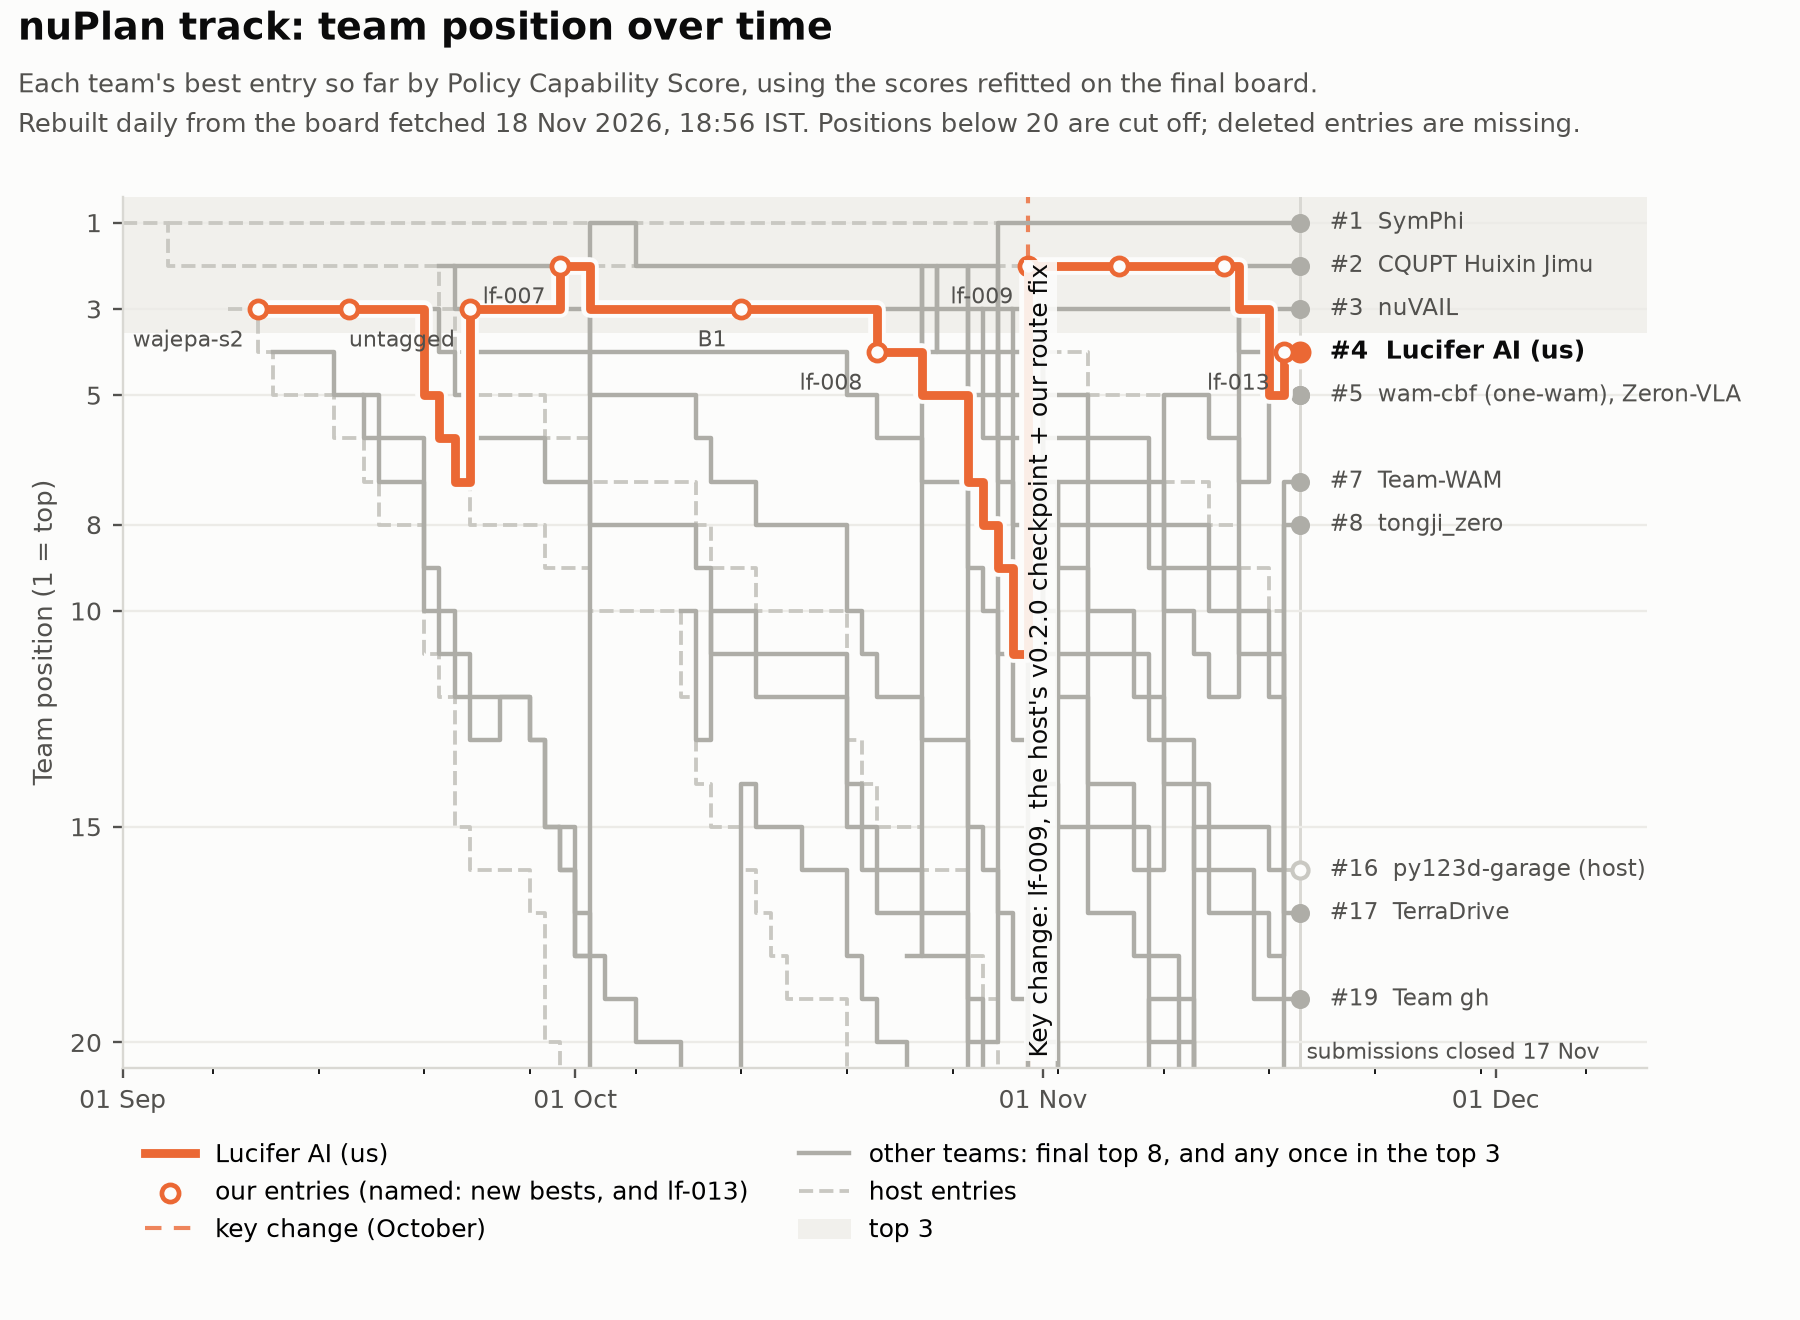 nuPlan track: team position over time
Each team's best entry so far by Policy Capability Score, using the scores refitted on the final board.
Rebuilt daily from the board fetched 18 Nov 2026, 18:56 IST. Positions below 20 are cut off; deleted entries are missing.
Team position (1 = top)
1
3
5
8
10
15
20
wajepa-s2
untagged
lf-007
B1
lf-008
lf-009
lf-013
Key change: lf-009, the host's v0.2.0 checkpoint + our route fix
#1 SymPhi
#2 CQUPT Huixin Jimu
#3 nuVAIL
#4 Lucifer AI (us)
#5 wam-cbf (one-wam), Zeron-VLA
#7 Team-WAM
#8 tongji_zero
#16 py123d-garage (host)
#17 TerraDrive
#19 Team gh
submissions closed 17 Nov
01 Sep
01 Oct
01 Nov
01 Dec
Lucifer AI (us)
our entries (named: new bests, and lf-013)
key change (October)
other teams: final top 8, and any once in the top 3
host entries
top 3